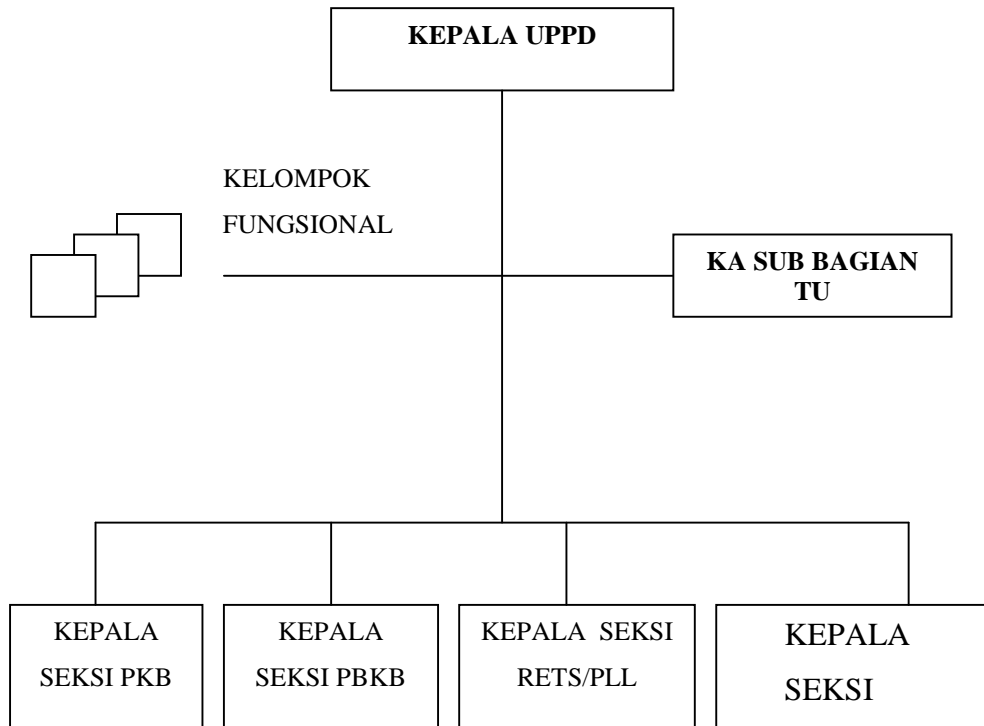 KEPALA UPPD
KELOMPOK
FUNGSIONAL
KA SUB BAGIAN
TU
KEPALA
SEKSI PKB
KEPALA
SEKSI PBKB
KEPALA SEKSI
RETS/PLL
KEPALA
SEKSI